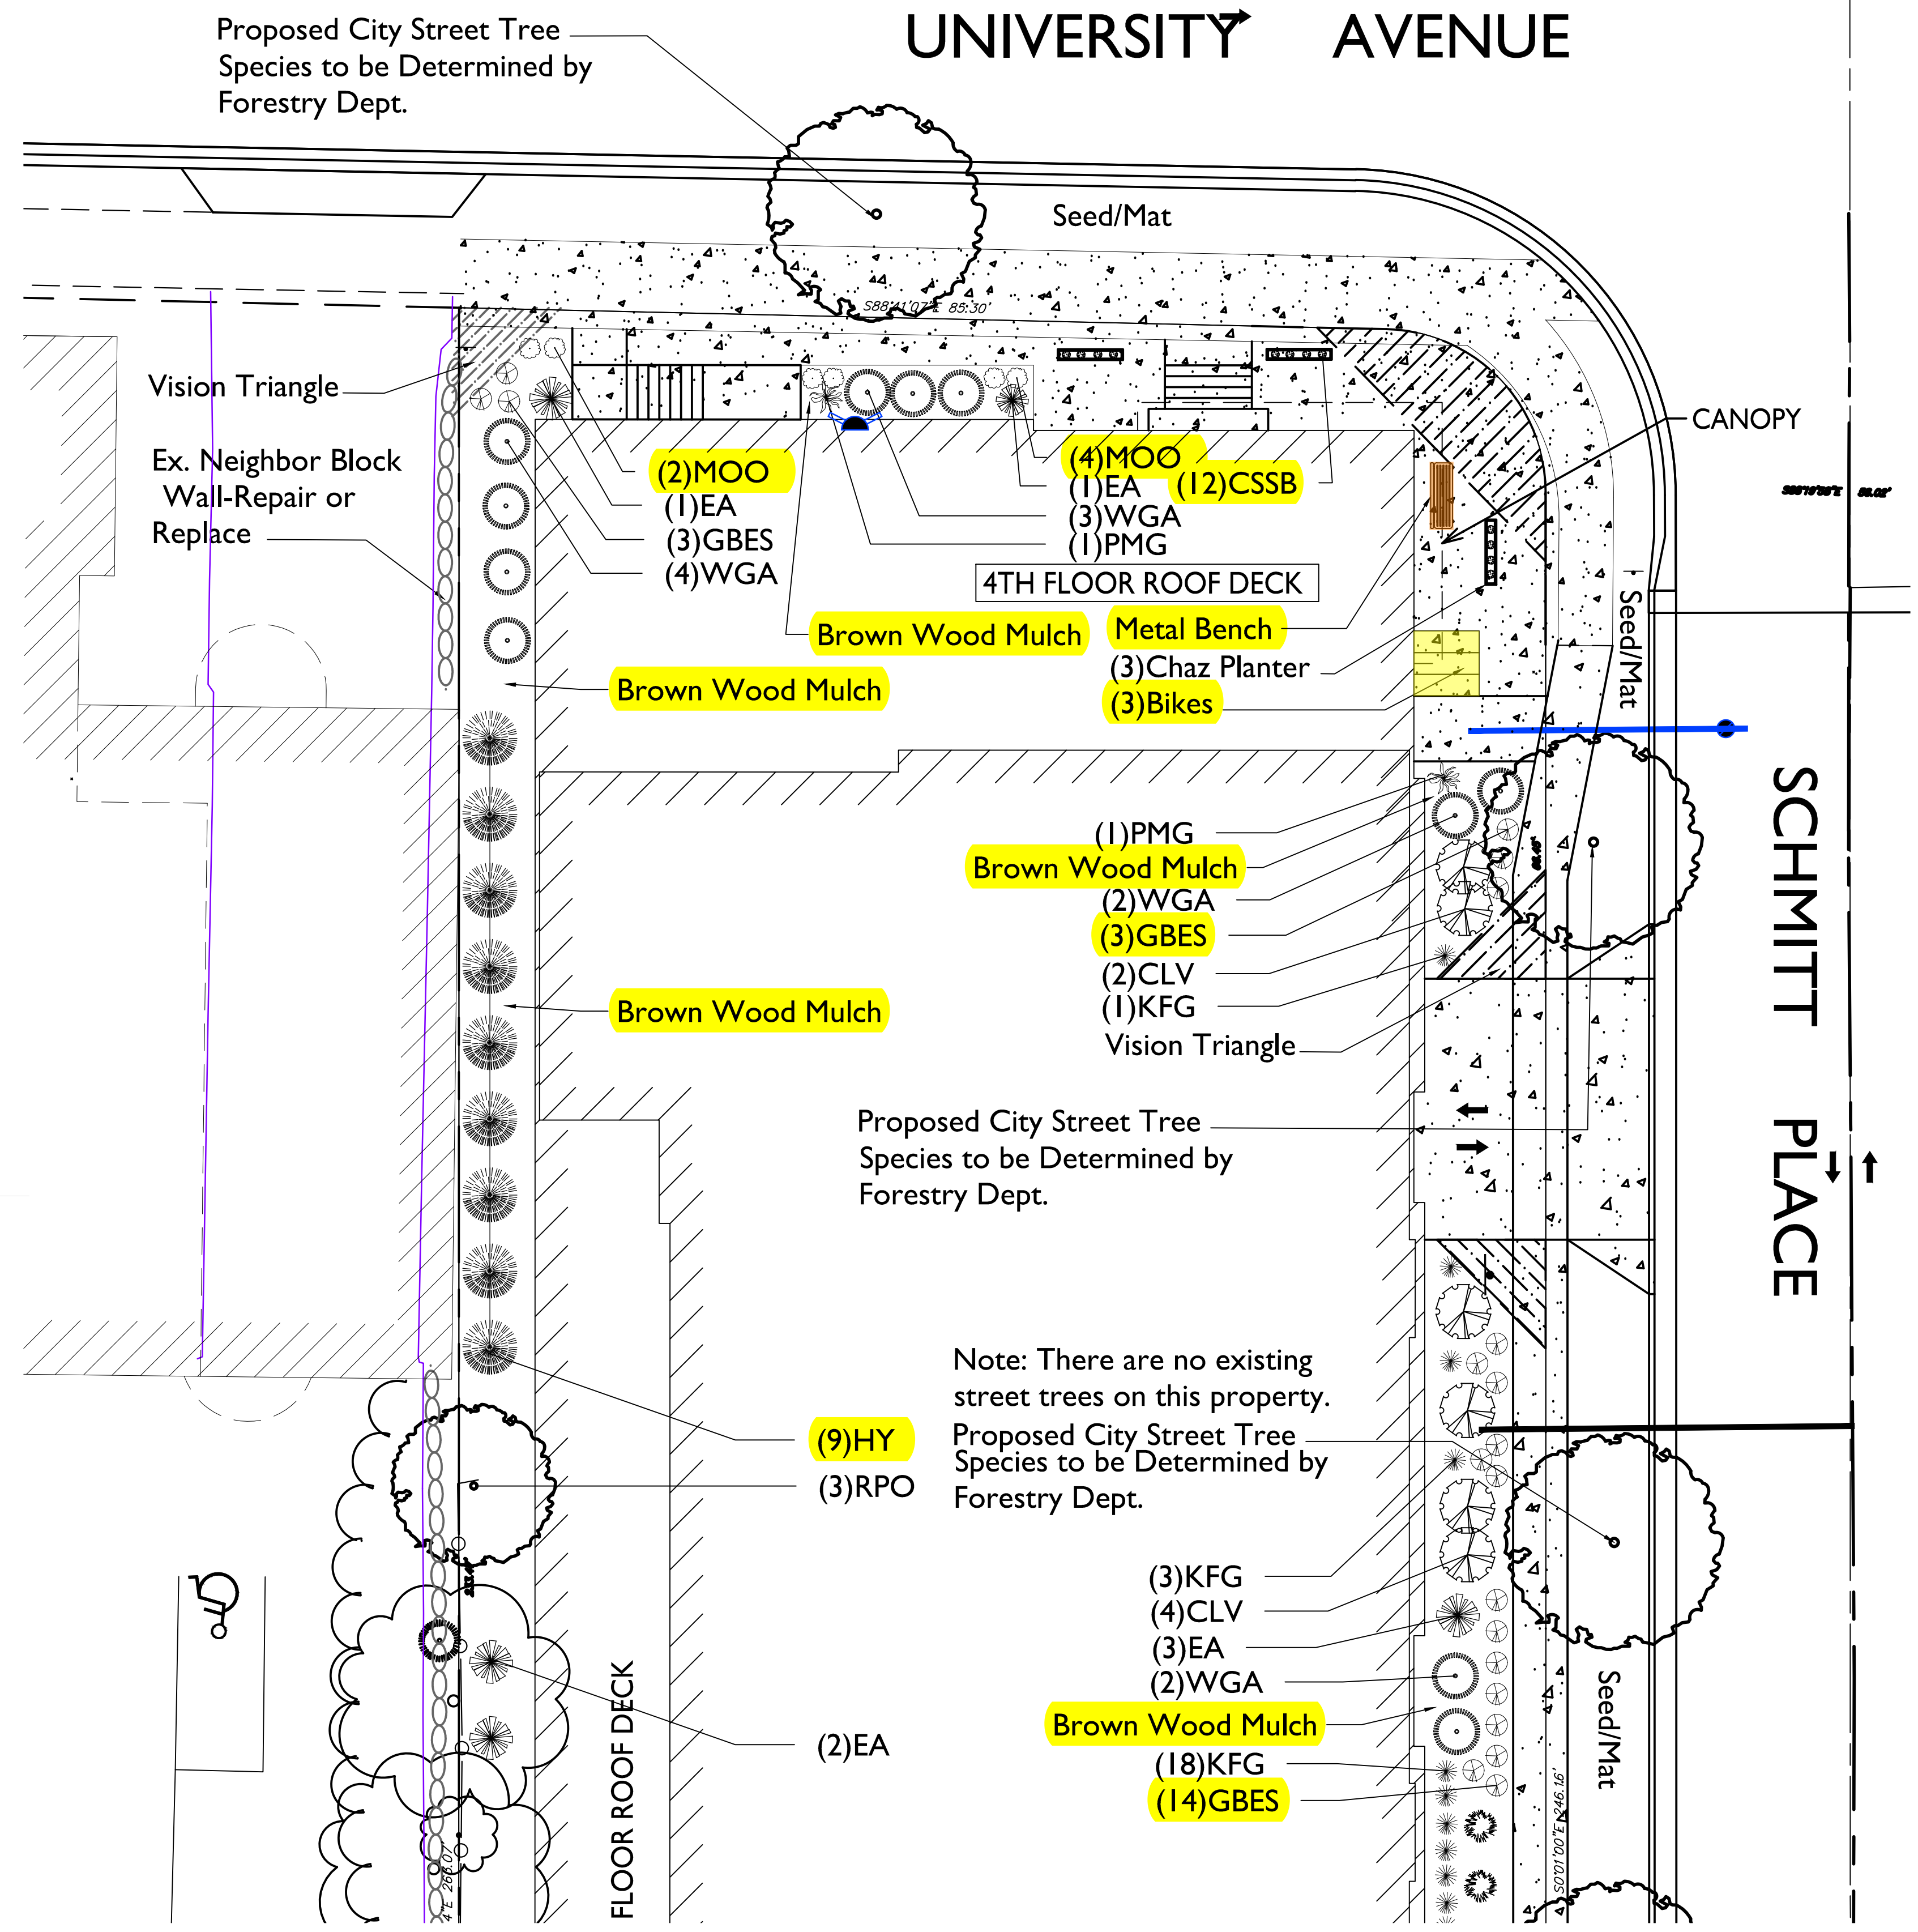 UNIVERSITY AVENUE
Proposed City Street Tree
Species to be Determined by
Forestry Dept.
Seed/Mat
S88°41'07"E 85.30'
Vision Triangle
CANOPY
Ex. Neighbor Block
Wall-Repair or
Replace
(2)MOO
(1)EA
(3)GBES
(4)WGA
(4)MOO
(12)CSSB
(1)EA
(3)WGA
(1)PMG
4TH FLOOR ROOF DECK
Brown Wood Mulch
Metal Bench
(3)Chaz Planter
(3)Bikes
Brown Wood Mulch
Seed/Mat
SCHMITT PLACE
(1)PMG
Brown Wood Mulch
(2)WGA
(3)GBES
(2)CLV
(1)KFG
Vision Triangle
Brown Wood Mulch
Proposed City Street Tree
Species to be Determined by
Forestry Dept.
Note: There are no existing
street trees on this property.
Proposed City Street Tree
Species to be Determined by
Forestry Dept.
(9)HY
(3)RPO
(3)KFG
(4)CLV
(3)EA
(2)WGA
Brown Wood Mulch
(18)KFG
(14)GBES
(2)EA
FLOOR ROOF DECK
Seed/Mat
S0°01'00"E 246.16'